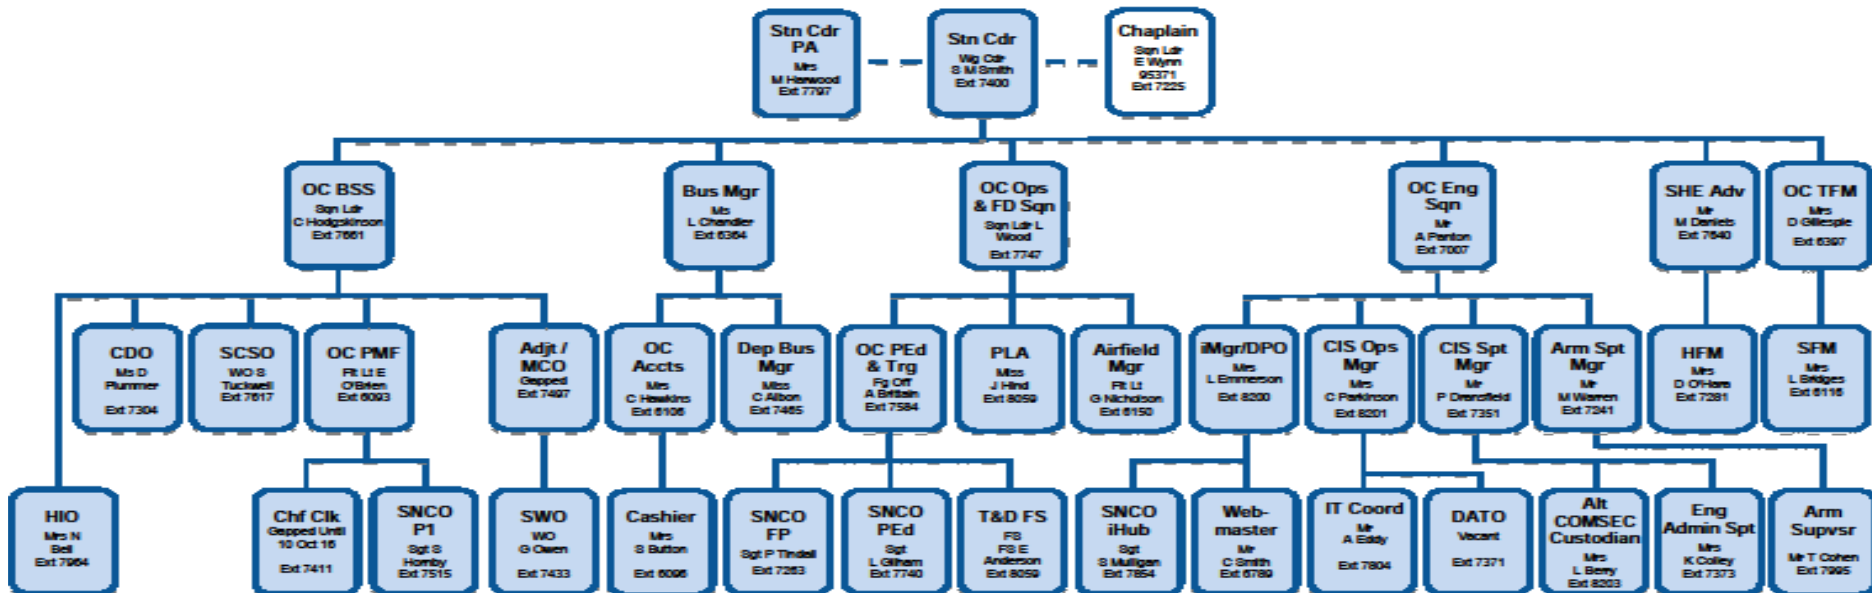 Stn Cdr
PA
Mrs
M Harwood
Ext 7797
Stn Cdr
Wg Cdr
S M Smith
Ext 7400
Chaplain
Sqn Ldr
E Wynn
95371
Ext 7225
OC BSS
Sqn Ldr
C Hodgskinson
Ext 7661
Bus Mgr
Ms
L Chandler
Ext 6364
OC Ops
& FD Sqn
Sqn Ldr L
Wood
Ext 7747
OC Eng
Sqn
Mr
A Panton
Ext 7007
SHE Adv
Mr
M Daniels
Ext 7640
OC TFM
Mrs
D Gillespie
Ext 6397
CDO
Ms D
Plummer
Ext 7304
SCSO
WO S
Tuckwell
Ext 7617
OC PMF
Flt Lt E
O'Brien
Ext 6093
Adjt /
MCO
Gapped
Ext 7497
OC
Accts
Mrs
C Hawkins
Ext 6106
Dep Bus
Mgr
Miss
C Albon
Ext 7465
OC PEd
& Trg
Fg Off
A Brittain
Ext 7584
PLA
Miss
J Hind
Ext 8059
Airfield
Mgr
Flt Lt
G Nicholson
Ext 6150
iMgr/DPO
Mrs
L Emmerson
Ext 8200
CIS Ops
Mgr
Mrs
C Parkinson
Ext 8201
CIS Spt
Mgr
Mr
P Dransfield
Ext 7351
Arm Spt
Mgr
Mr
M Warren
Ext 7241
HFM
Mrs
D O'Hara
Ext 7281
SFM
Mrs
L Bridges
Ext 6116
HIO
Mrs N
Bell
Ext 7964
Chf Clk
Gapped Until
10 Oct 16
Ext 7411
SNCO
P1
Sgt S
Hornby
Ext 7515
SWO
WO
G Owen
Ext 7433
Cashier
Mrs
S Button
Ext 6096
SNCO
FP
Sgt P Tindall
Ext 7263
SNCO
PEd
Sgt
L Gilham
Ext 7740
T&D FS
FS
FS E
Anderson
Ext 8059
SNCO
iHub
Sgt
S Mulligan
Ext 7854
Web-
master
Mr
C Smith
Ext 6789
IT Coord
Mr
A Eddy
Ext 7804
DATO
Vacant
Ext 7371
Alt
COMSEC
Custodian
Mrs
L Berry
Ext 8203
Eng
Admin Spt
Mrs
K Colley
Ext 7373
Arm
Supvsr
Mr T Cohen
Ext 7995